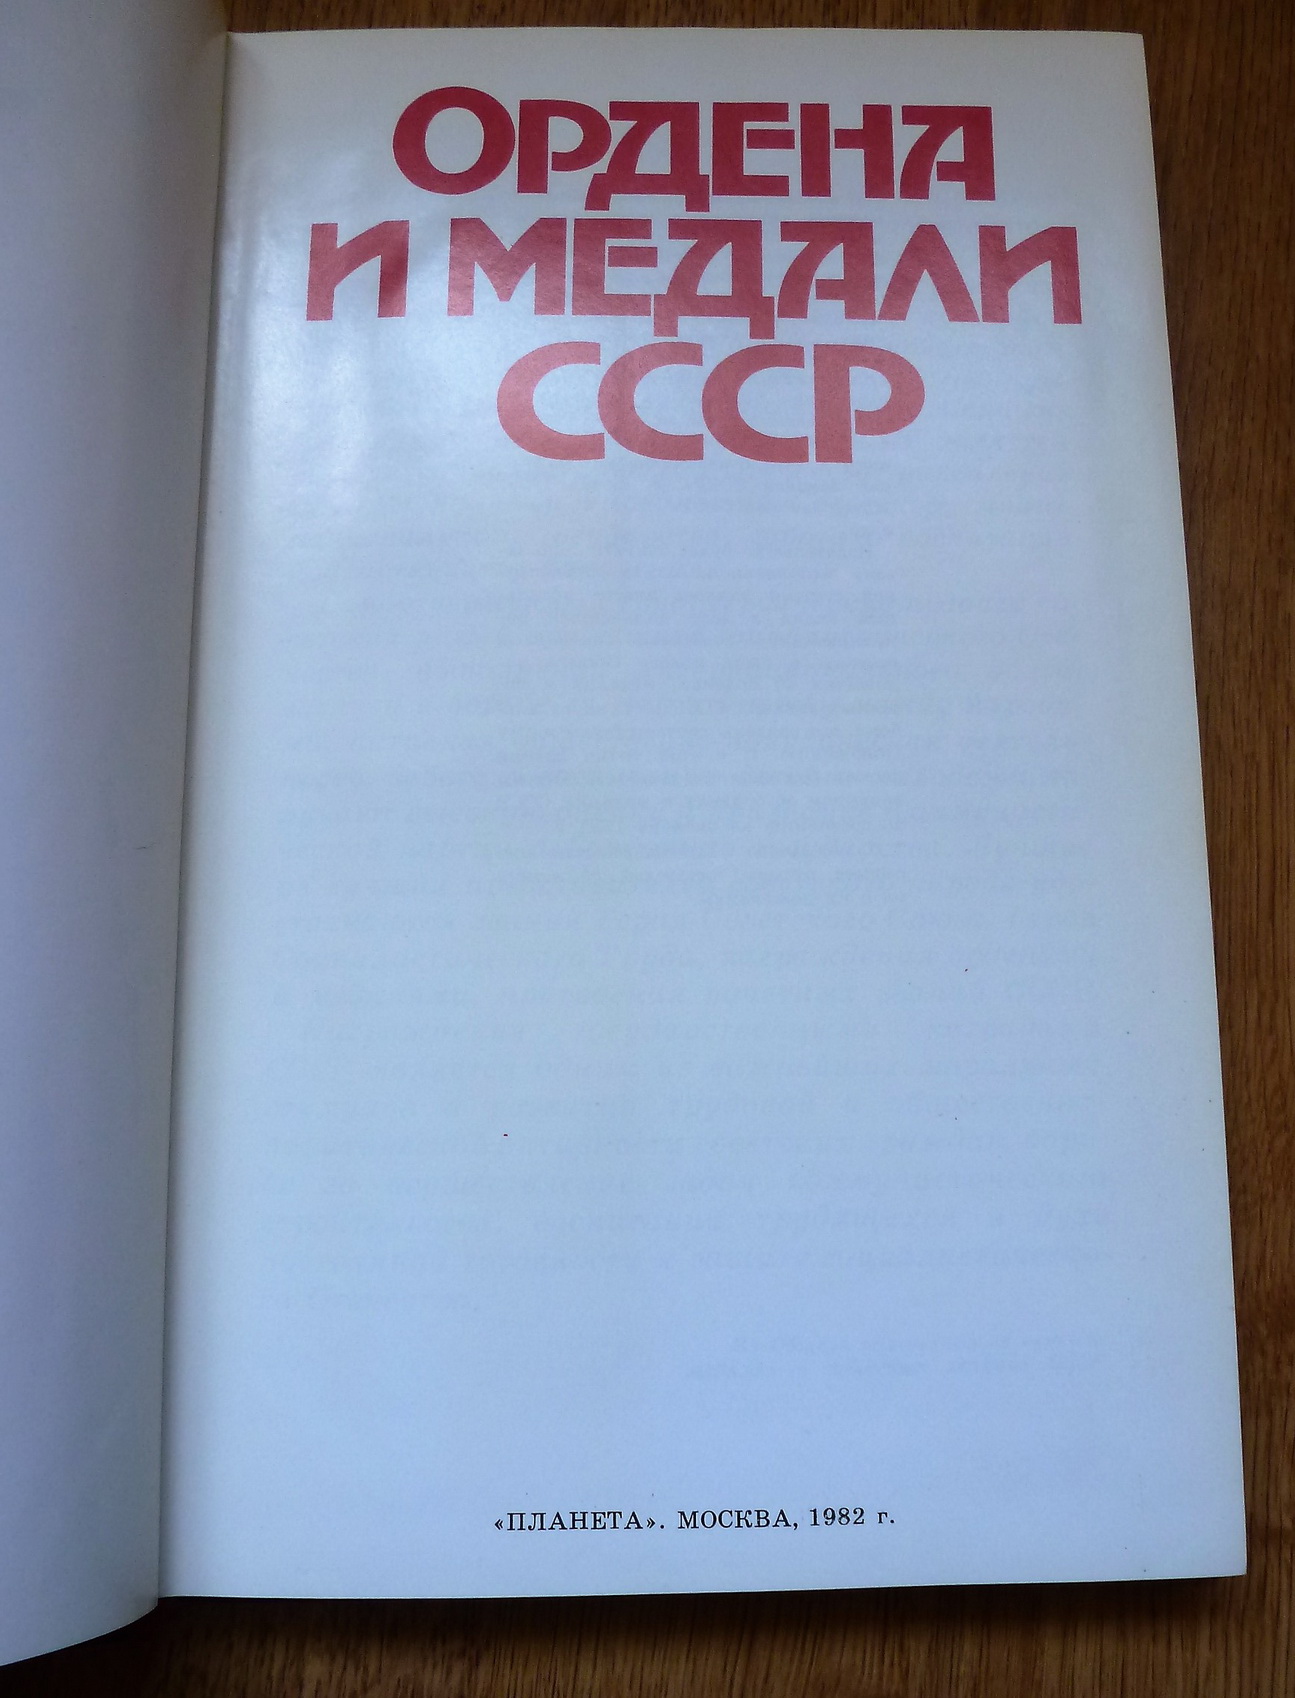 ОРДЕНА
И МЕДАЛИ
СССР
«ПЛАНЕТА». МОСКВА, 1982 г.